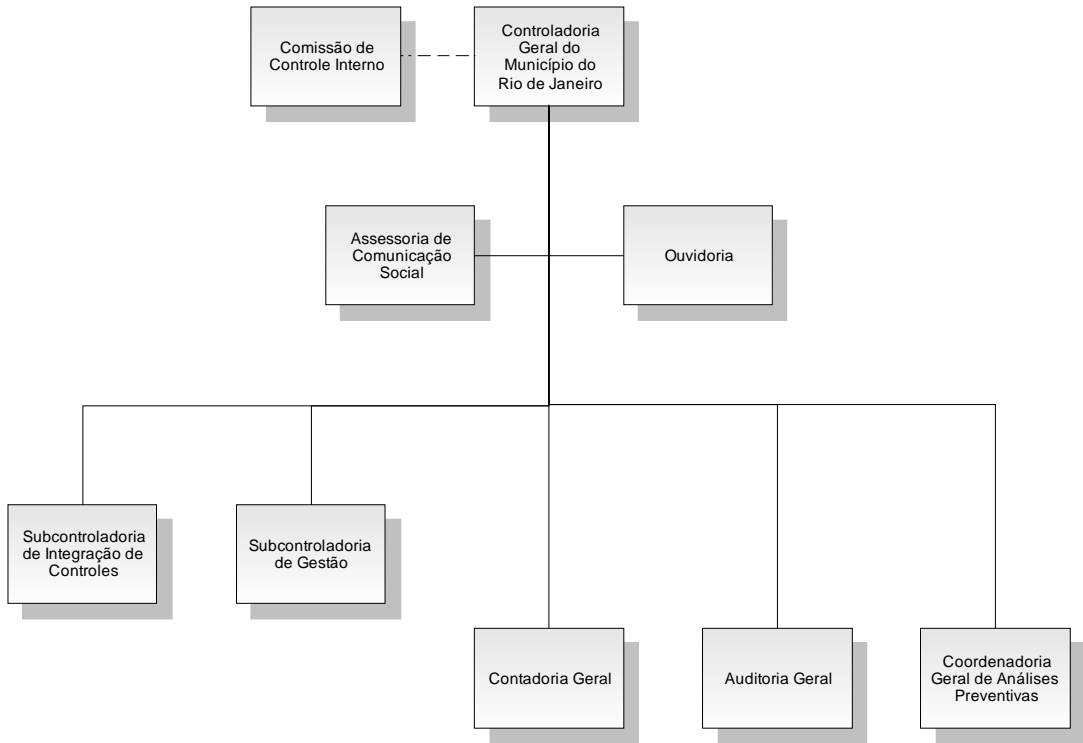 Comissão de
Controle Interno
Controladoria
Geral do
Município do
Rio de Janeiro
Assessoria de
Comunicação
Social
Ouvidoria
Subcontroladoria
de Integração de
Controles
Subcontroladoria
de Gestão
Contadoria Geral
Auditoria Geral
Coordenadoria
Geral de Análises
Preventivas